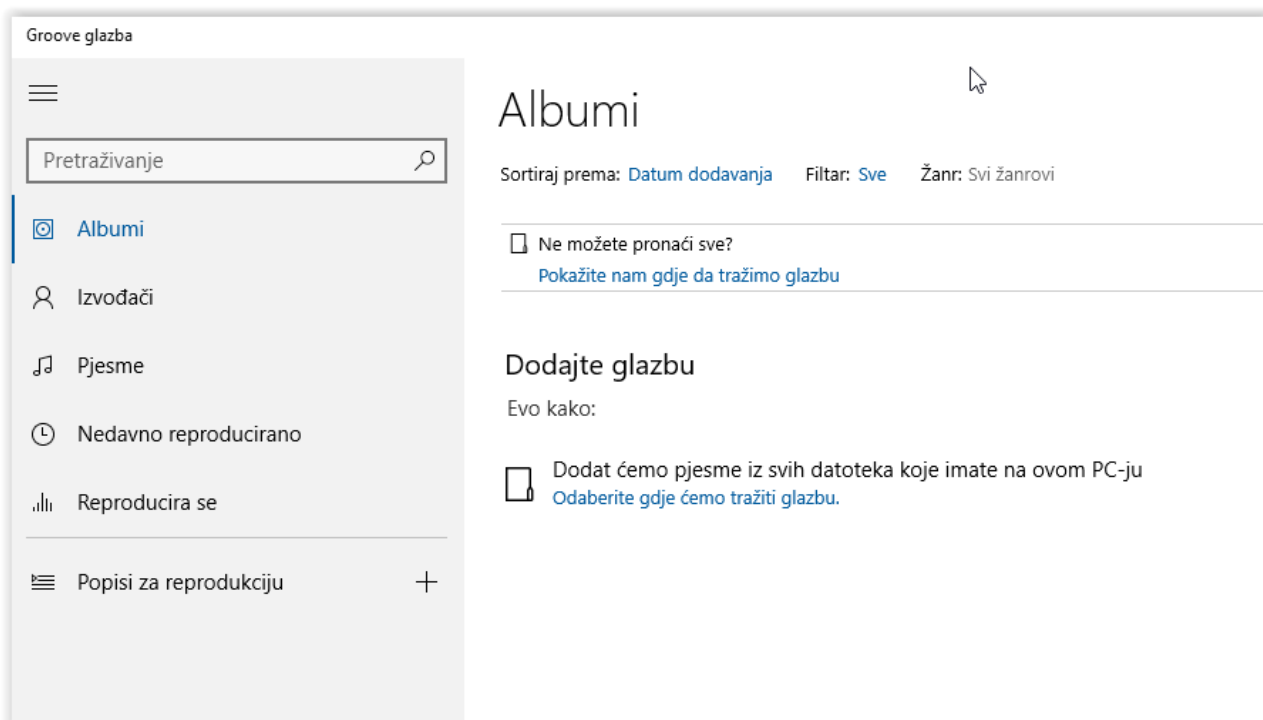 Groove glazba
Pretraživanje
Albumi
Izvođači
Pjesme
Nedavno reproducirano
Reproducira se
Popisi za reprodukciju
Albumi
Sortiraj prema: Datum dodavanja Filtar: Sve Žanr: Svi žanrovi
Ne možete pronaći sve?
Pokažite nam gdje da tražimo glazbu
Dodajte glazbu
Evo kako:
Dodat ćemo pjesme iz svih datoteka koje imate na ovom PC-ju
Odaberite gdje ćemo tražiti glazbu.